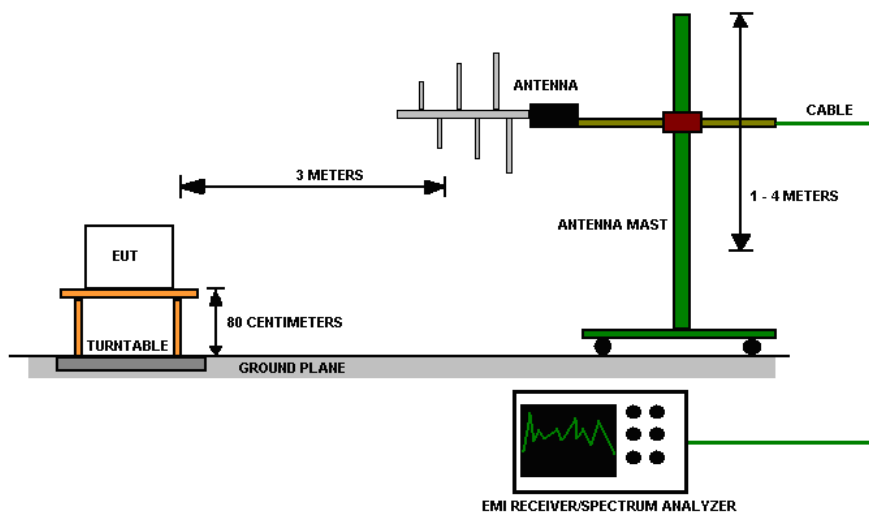 ANTENNA
CABLE
3 METERS
1 - 4 METERS
ANTENNA MAST
EUT
80 CENTIMETERS
TURNTABLE
GROUND PLANE
EMI RECEIVER/SPECTRUM ANALYZER